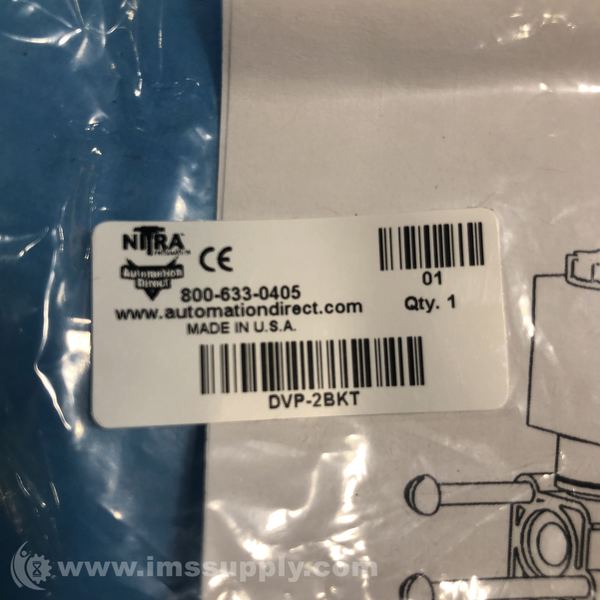 NITRA
PNEUMATICS
CE
Automation
Direct
800-633-0405
www.automationdirect.com
MADE IN U.S.A.
01
Qty. 1
DVP-2BKT
www.imssupply.com